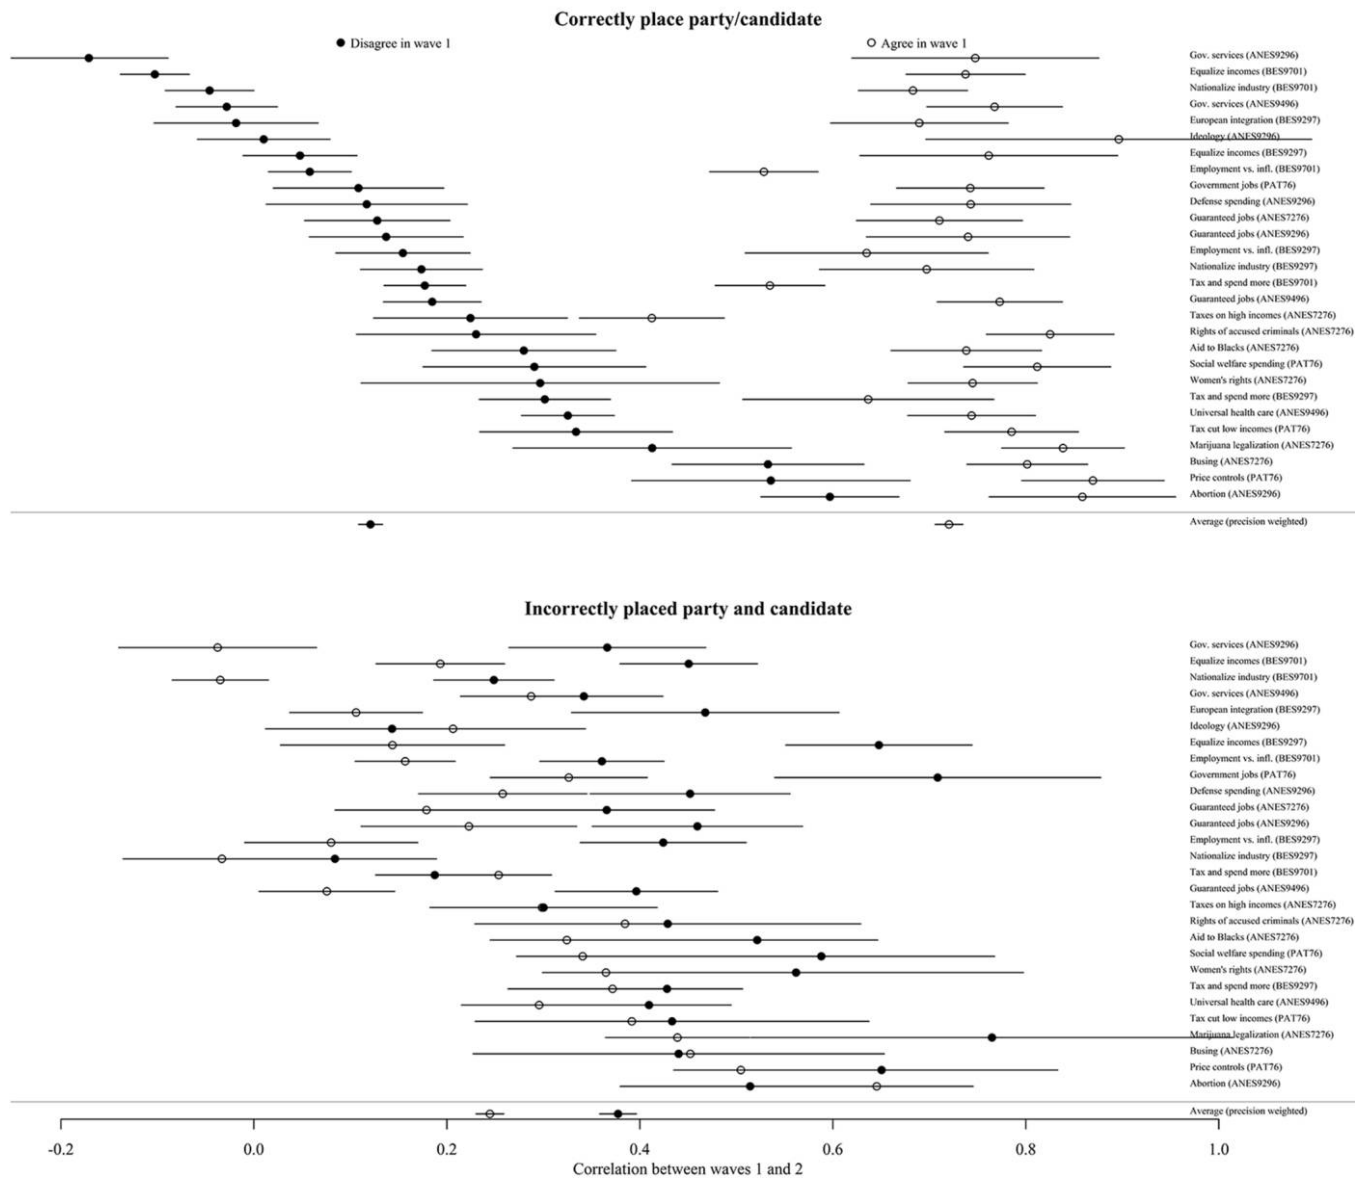 Correctly place party/candidate
Disagree in wave 1
Agree in wave 1
Gov. services (ANES9296)
Equalize incomes (BES9701)
Nationalize industry (BES9701)
Gov. services (ANES9496)
European integration (BES9297)
Ideology (ANES9296)
Equalize incomes (BES9297)
Employment vs. infl. (BES9701)
Government jobs (PAT76)
Defense spending (ANES9296)
Guaranteed jobs (ANES7276)
Guaranteed jobs (ANES9296)
Employment vs. infl. (BES9297)
Nationalize industry (BES9297)
Tax and spend more (BES9701)
Guaranteed jobs (ANES9496)
Taxes on high incomes (ANES7276)
Rights of accused criminals (ANES7276)
Aid to Blacks (ANES7276)
Social welfare spending (PAT76)
Women's rights (ANES7276)
Tax and spend more (BES9297)
Universal health care (ANES9496)
Tax cut low incomes (PAT76)
Marijuana legalization (ANES7276)
Busing (ANES7276)
Price controls (PAT76)
Abortion (ANES9296)
Average (precision weighted)
Incorrectly placed party and candidate
Gov. services (ANES9296)
Equalize incomes (BES9701)
Nationalize industry (BES9701)
Gov. services (ANES9496)
European integration (BES9297)
Ideology (ANES9296)
Equalize incomes (BES9297)
Employment vs. infl. (BES9701)
Government jobs (PAT76)
Defense spending (ANES9296)
Guaranteed jobs (ANES7276)
Guaranteed jobs (ANES9296)
Employment vs. infl. (BES9297)
Nationalize industry (BES9297)
Tax and spend more (BES9701)
Guaranteed jobs (ANES9496)
Taxes on high incomes (ANES7276)
Rights of accused criminals (ANES7276)
Aid to Blacks (ANES7276)
Social welfare spending (PAT76)
Women's rights (ANES7276)
Tax and spend more (BES9297)
Universal health care (ANES9496)
Tax cut low incomes (PAT76)
Marijuana legalization (ANES7276)
Busing (ANES7276)
Price controls (PAT76)
Abortion (ANES9296)
Average (precision weighted)
-0.2 0.0 0.2 0.4 0.6 0.8 1.0
Correlation between waves 1 and 2